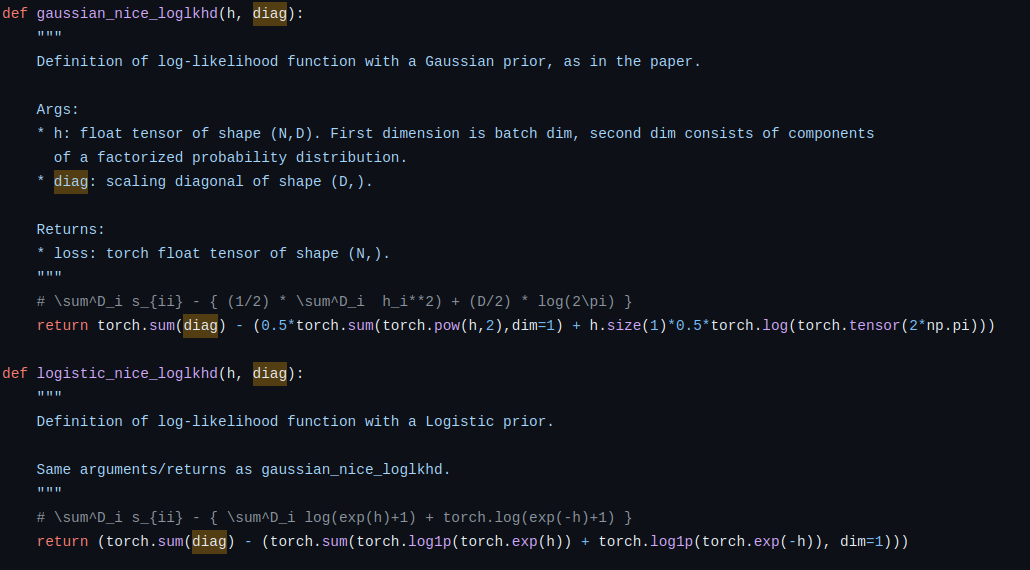 def gaussian_nice_loglkhd(h, diag):
    """
    Definition of log-likelihood function with a Gaussian prior, as in the paper.

    Args:
    * h: float tensor of shape (N,D). First dimension is batch dim, second dim consists of components
      of a factorized probability distribution.
    * diag: scaling diagonal of shape (D,).

    Returns:
    * loss: torch float tensor of shape (N,).
    """
    # \sum^D_i s_{ii} - { (1/2) * \sum^D_i  h_i**2) + (D/2) * log(2\pi) }
    return torch.sum(diag) - (0.5*torch.sum(torch.pow(h,2),dim=1) + h.size(1)*0.5*torch.log(torch.tensor(2*np.pi)))

def logistic_nice_loglkhd(h, diag):
    """
    Definition of log-likelihood function with a Logistic prior.

    Same arguments/returns as gaussian_nice_loglkhd.
    """
    # \sum^D_i s_{ii} - { \sum^D_i log(exp(h)+1) + torch.log(exp(-h)+1) }
    return (torch.sum(diag) - (torch.sum(torch.log1p(torch.exp(h)) + torch.log1p(torch.exp(-h)), dim=1)))